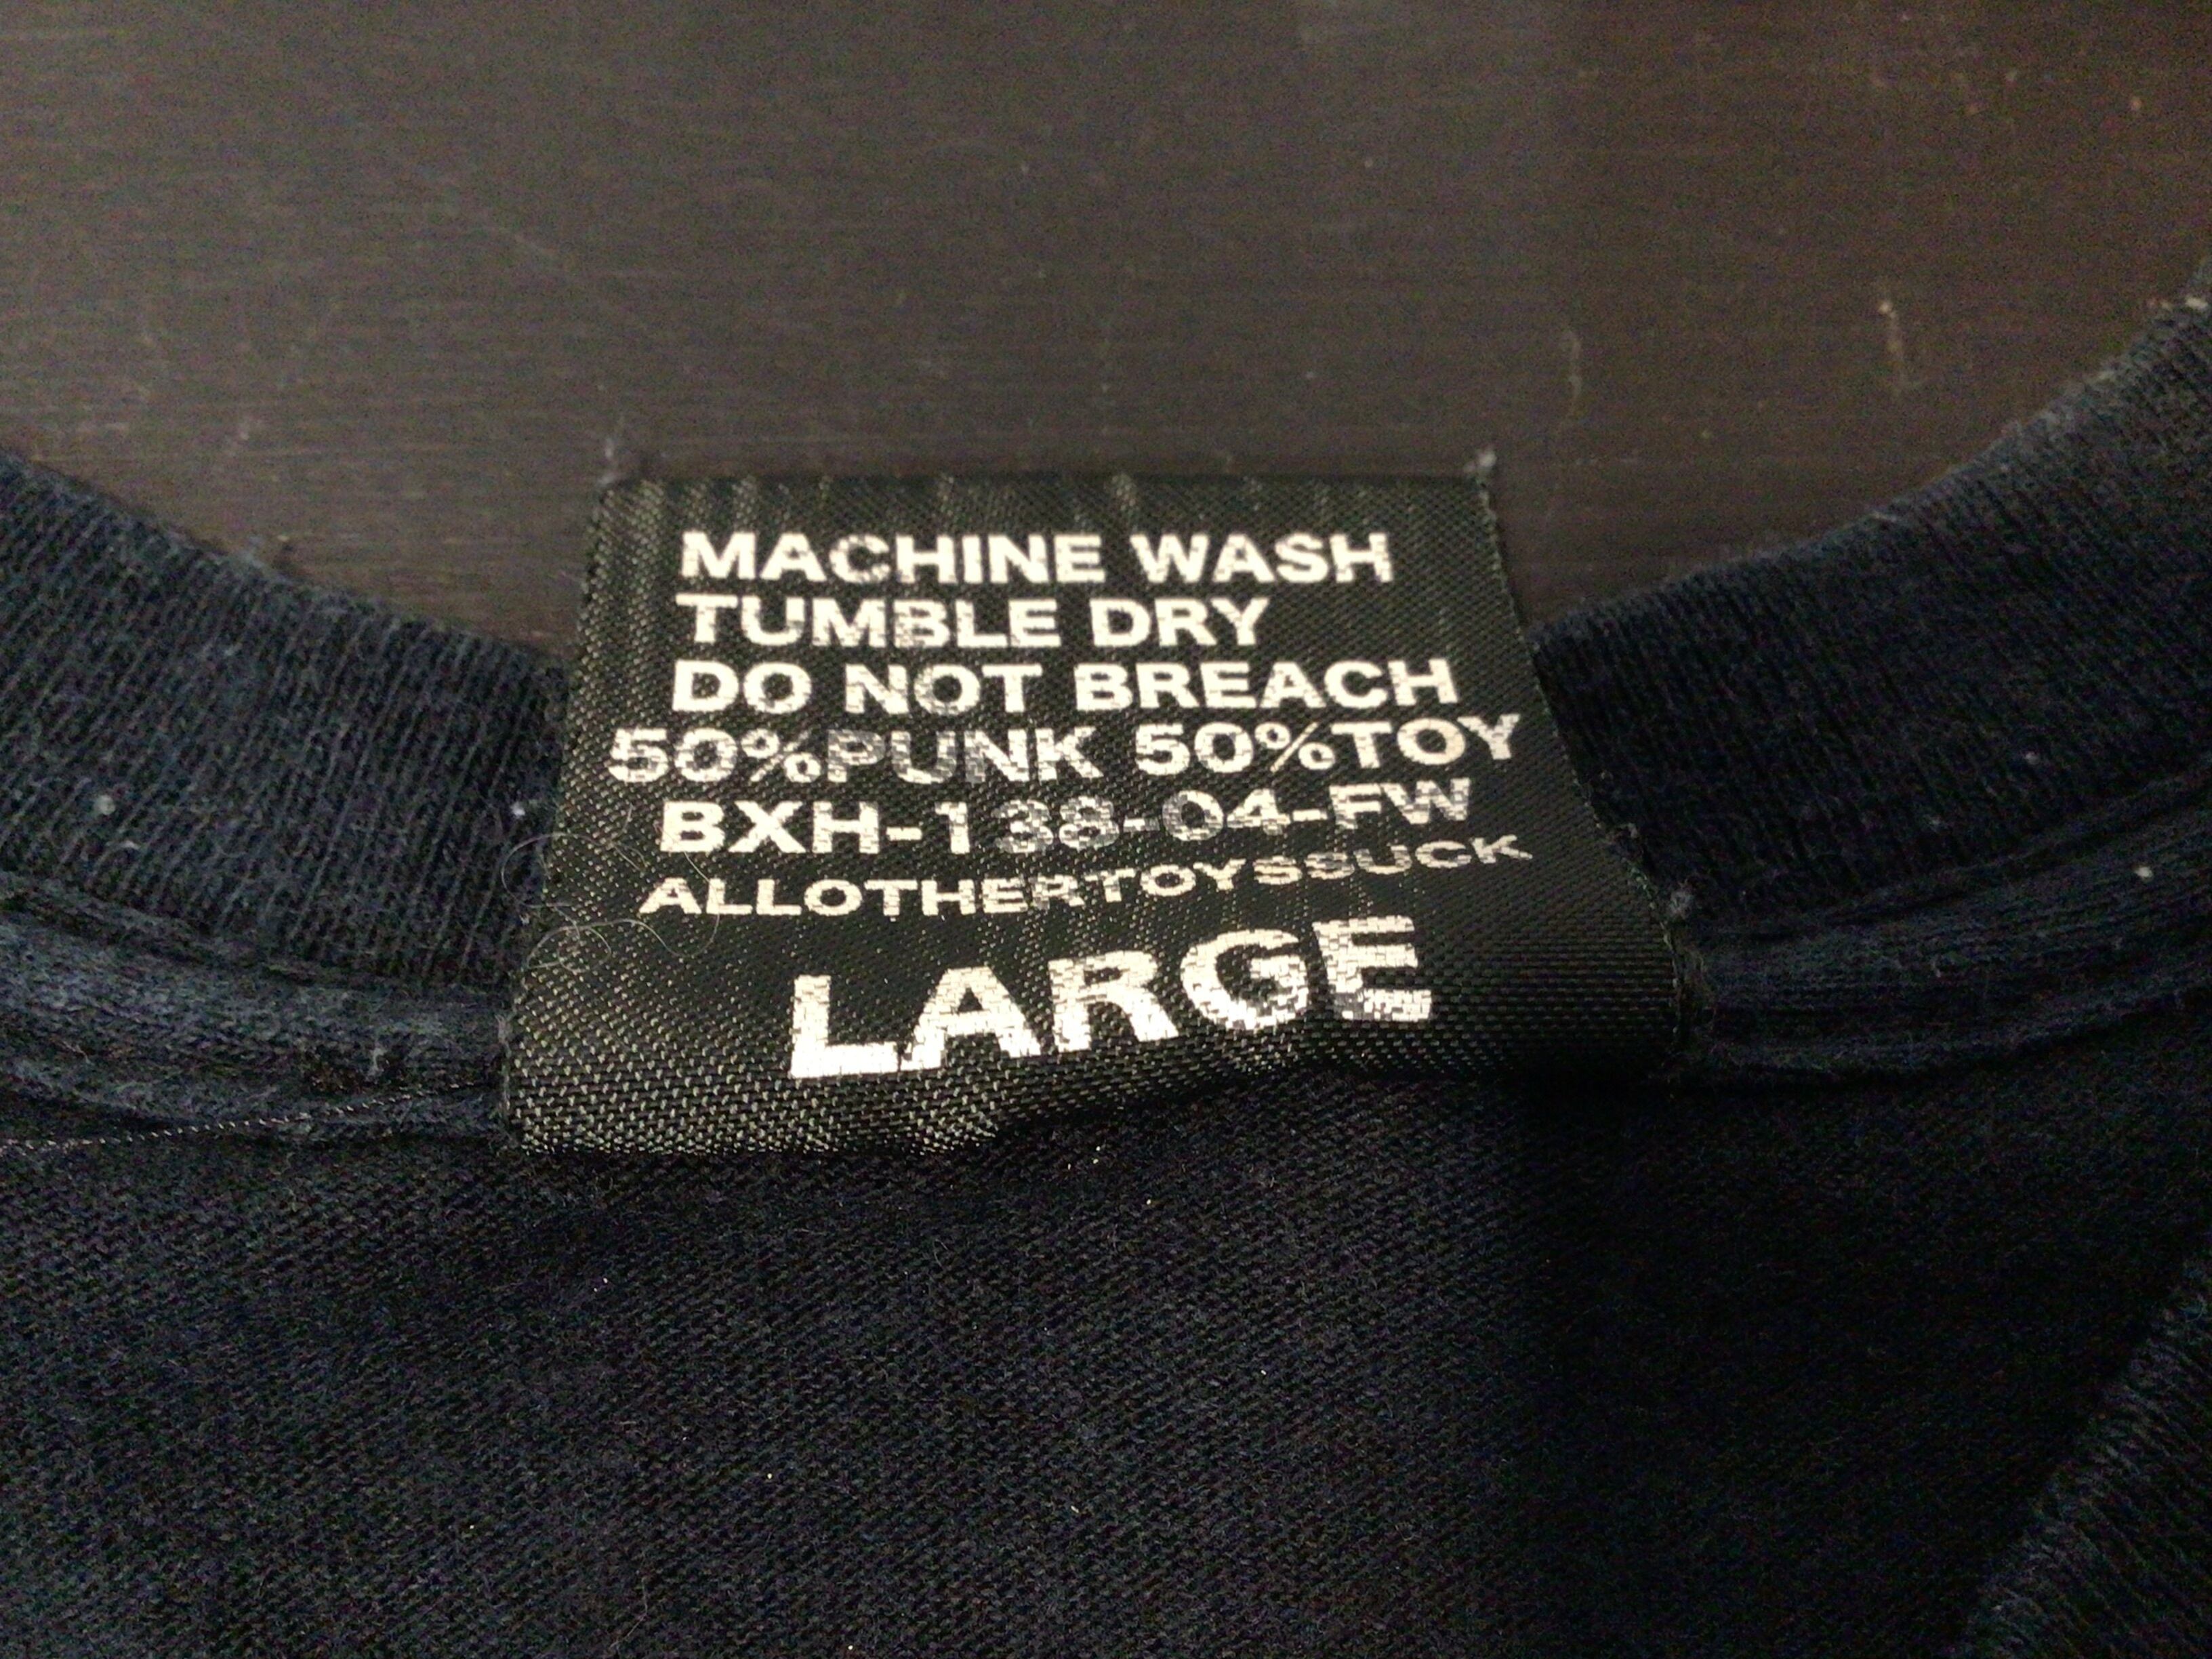 MACHINE WASH
TUMBLE DRY
DO NOT BREACH
50%PUNK 50%TOY
BXH-138-04-FW
ALLOTHERTOYSSUCK
LARGE